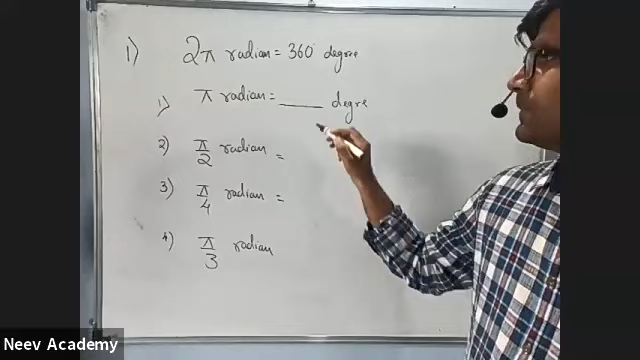 1) 2π radian = 360° degree
1) π radian = ____ degre
2) π/2 radian =
3) π/4 radian =
4) π/3 radian
Neev Academy